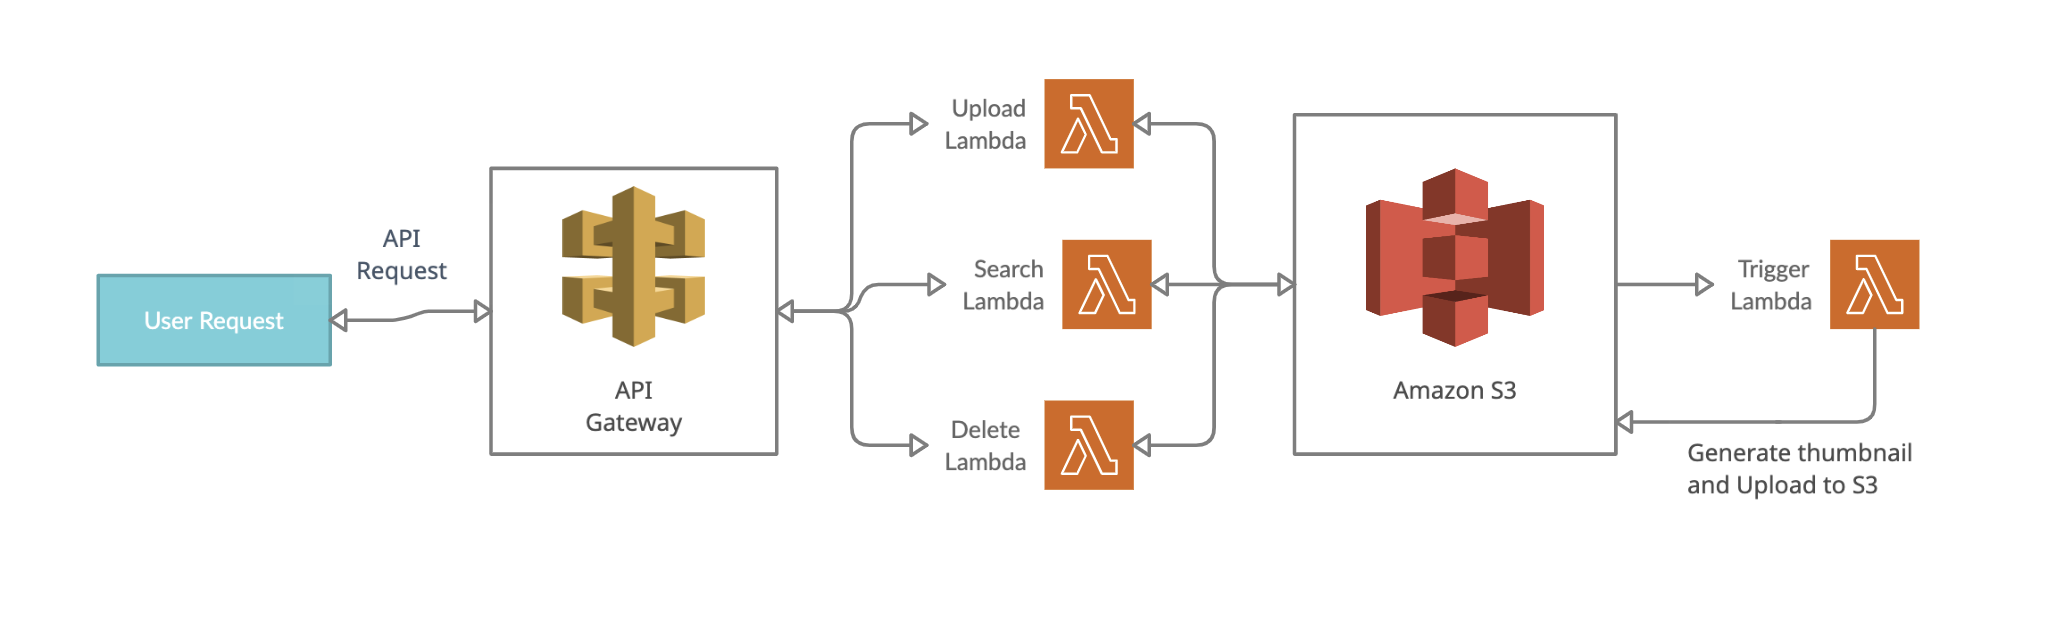 User Request
API
Request
API
Gateway
Upload
Lambda
Search
Lambda
Delete
Lambda
Amazon S3
Trigger
Lambda
Generate thumbnail
and Upload to S3